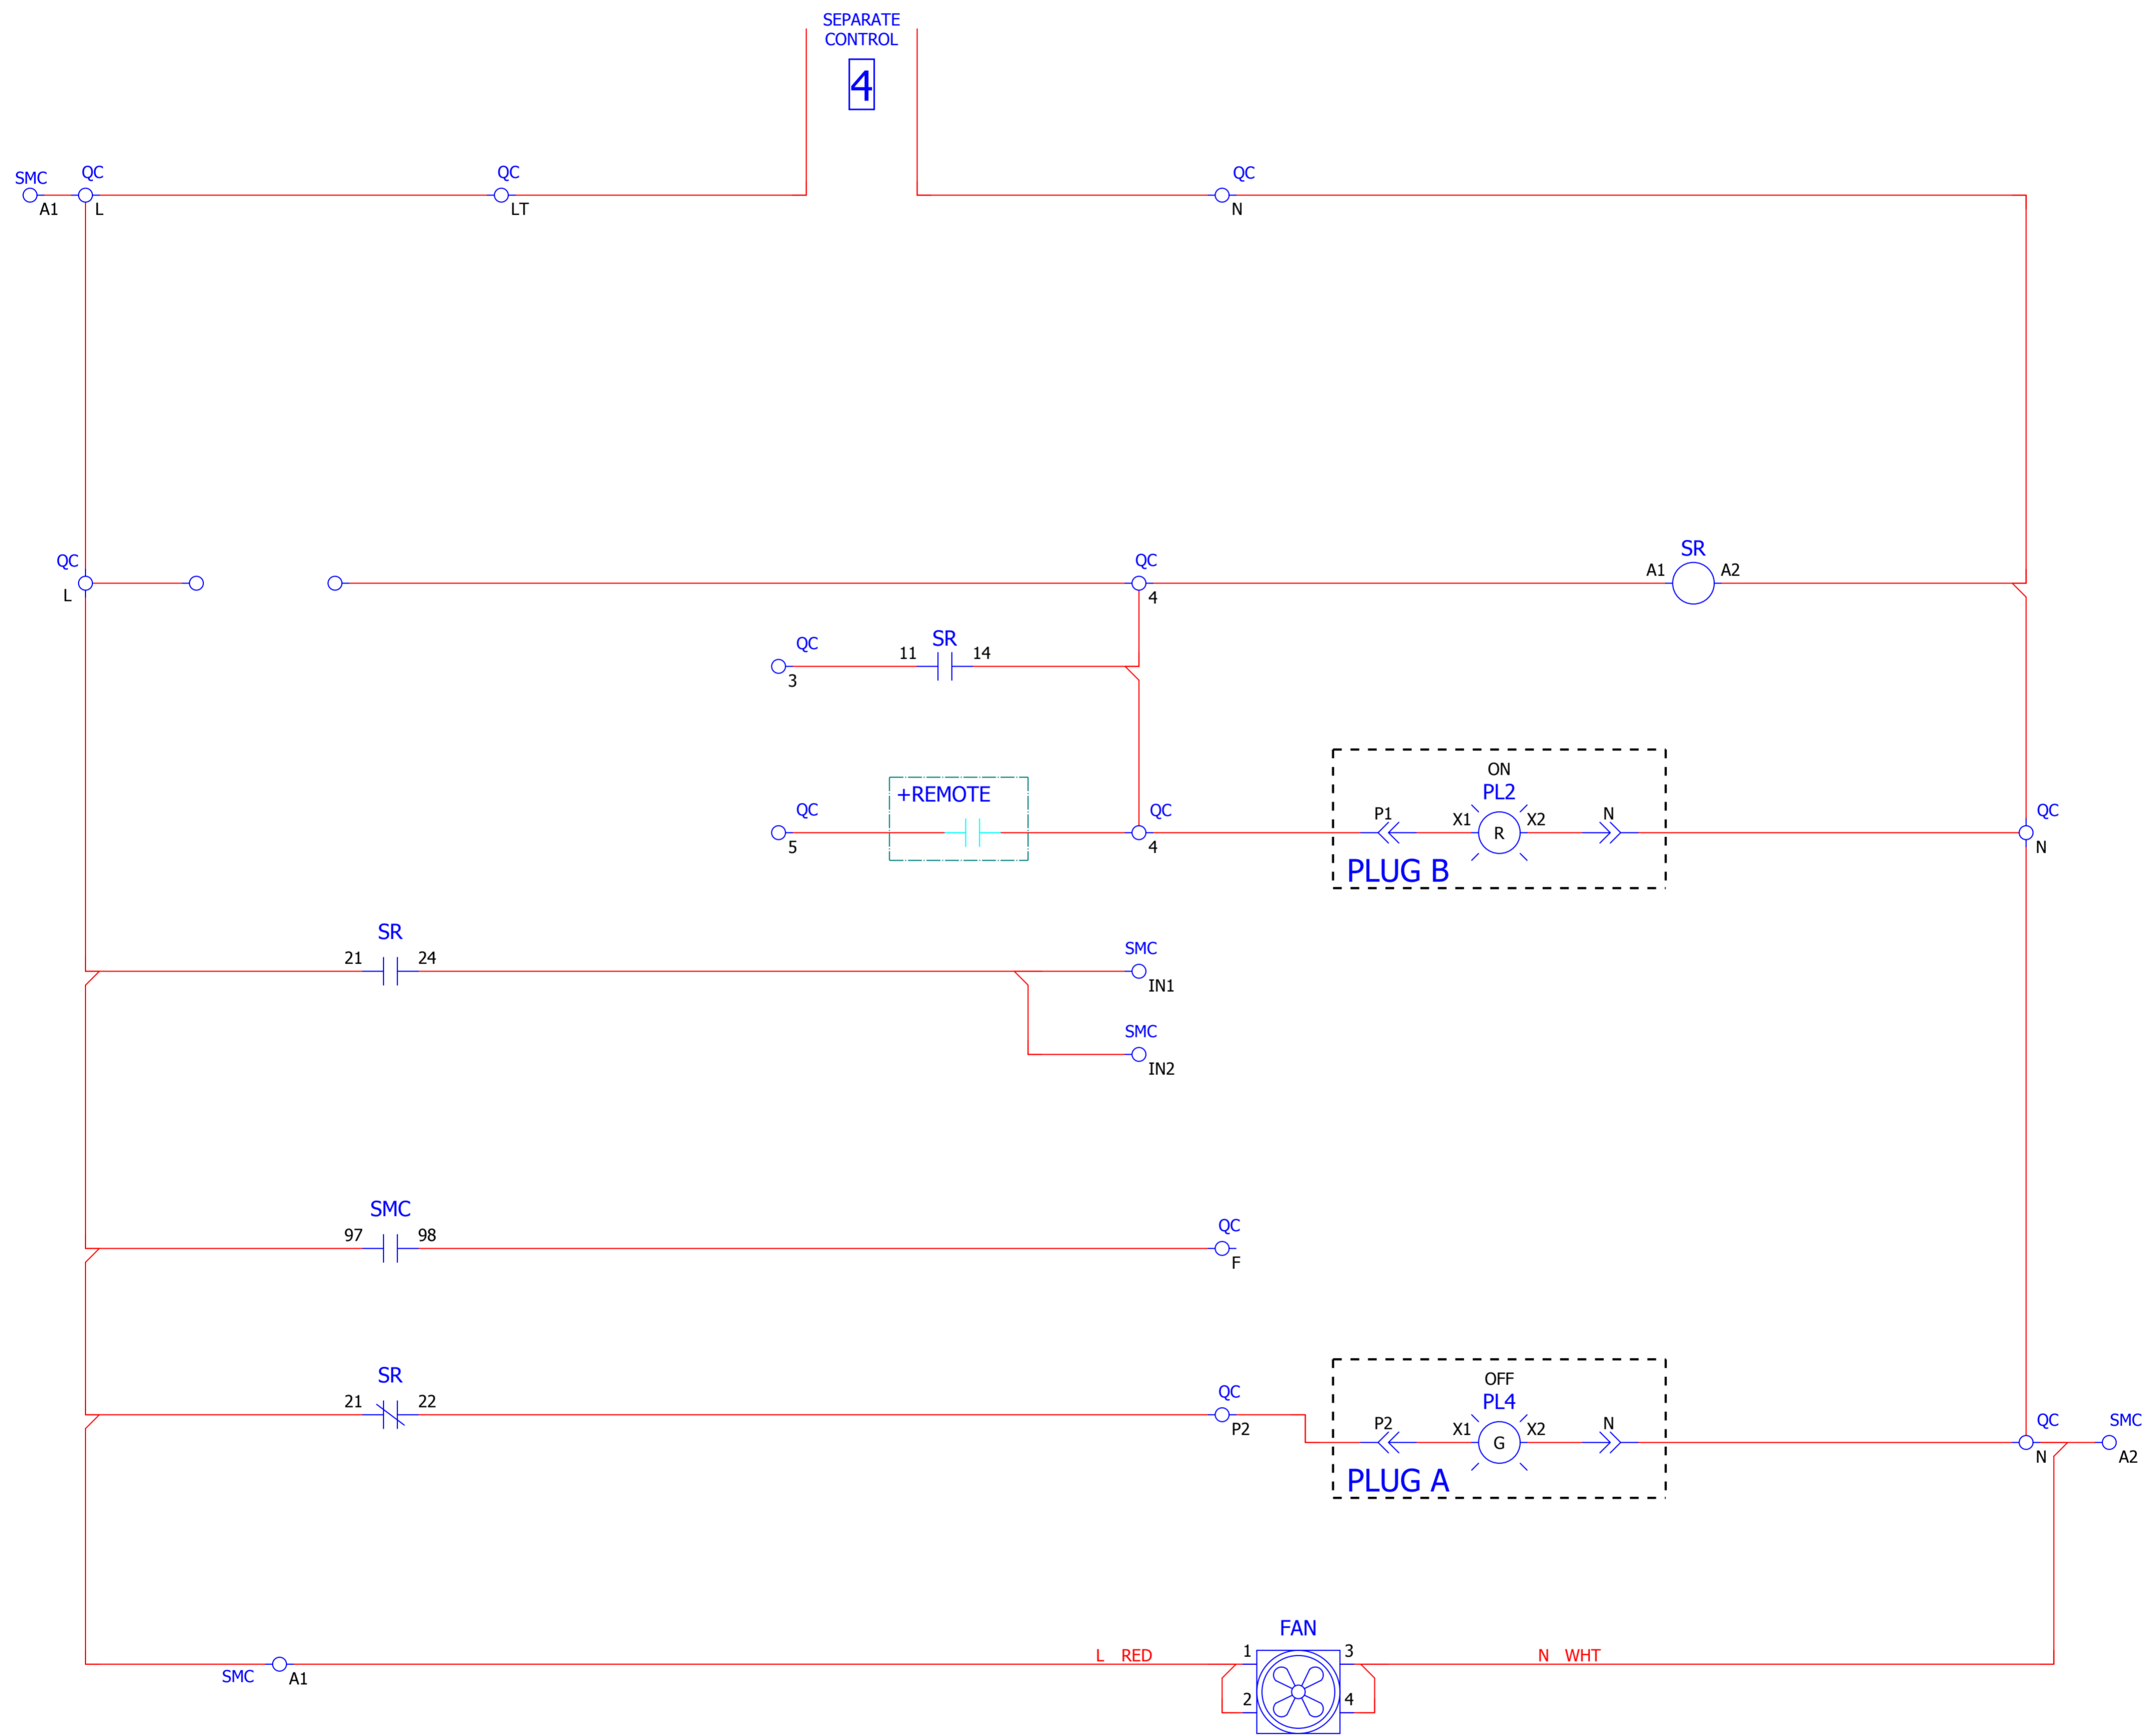 SEPARATE
CONTROL
4
SMC
A1
QC
L
QC
LT
QC
N
QC
L
QC
4
A1
SR
A2
QC
3
11
SR
14
QC
5
+REMOTE
QC
4
ON
PL2
P1
X1
R
X2
N
PLUG B
QC
N
21
SR
24
SMC
IN1
SMC
IN2
97
SMC
98
QC
F
21
SR
22
QC
P2
OFF
PL4
P2
X1
G
X2
N
PLUG A
QC
N
SMC
A2
SMC
A1
L RED
FAN
1
2
3
4
N WHT